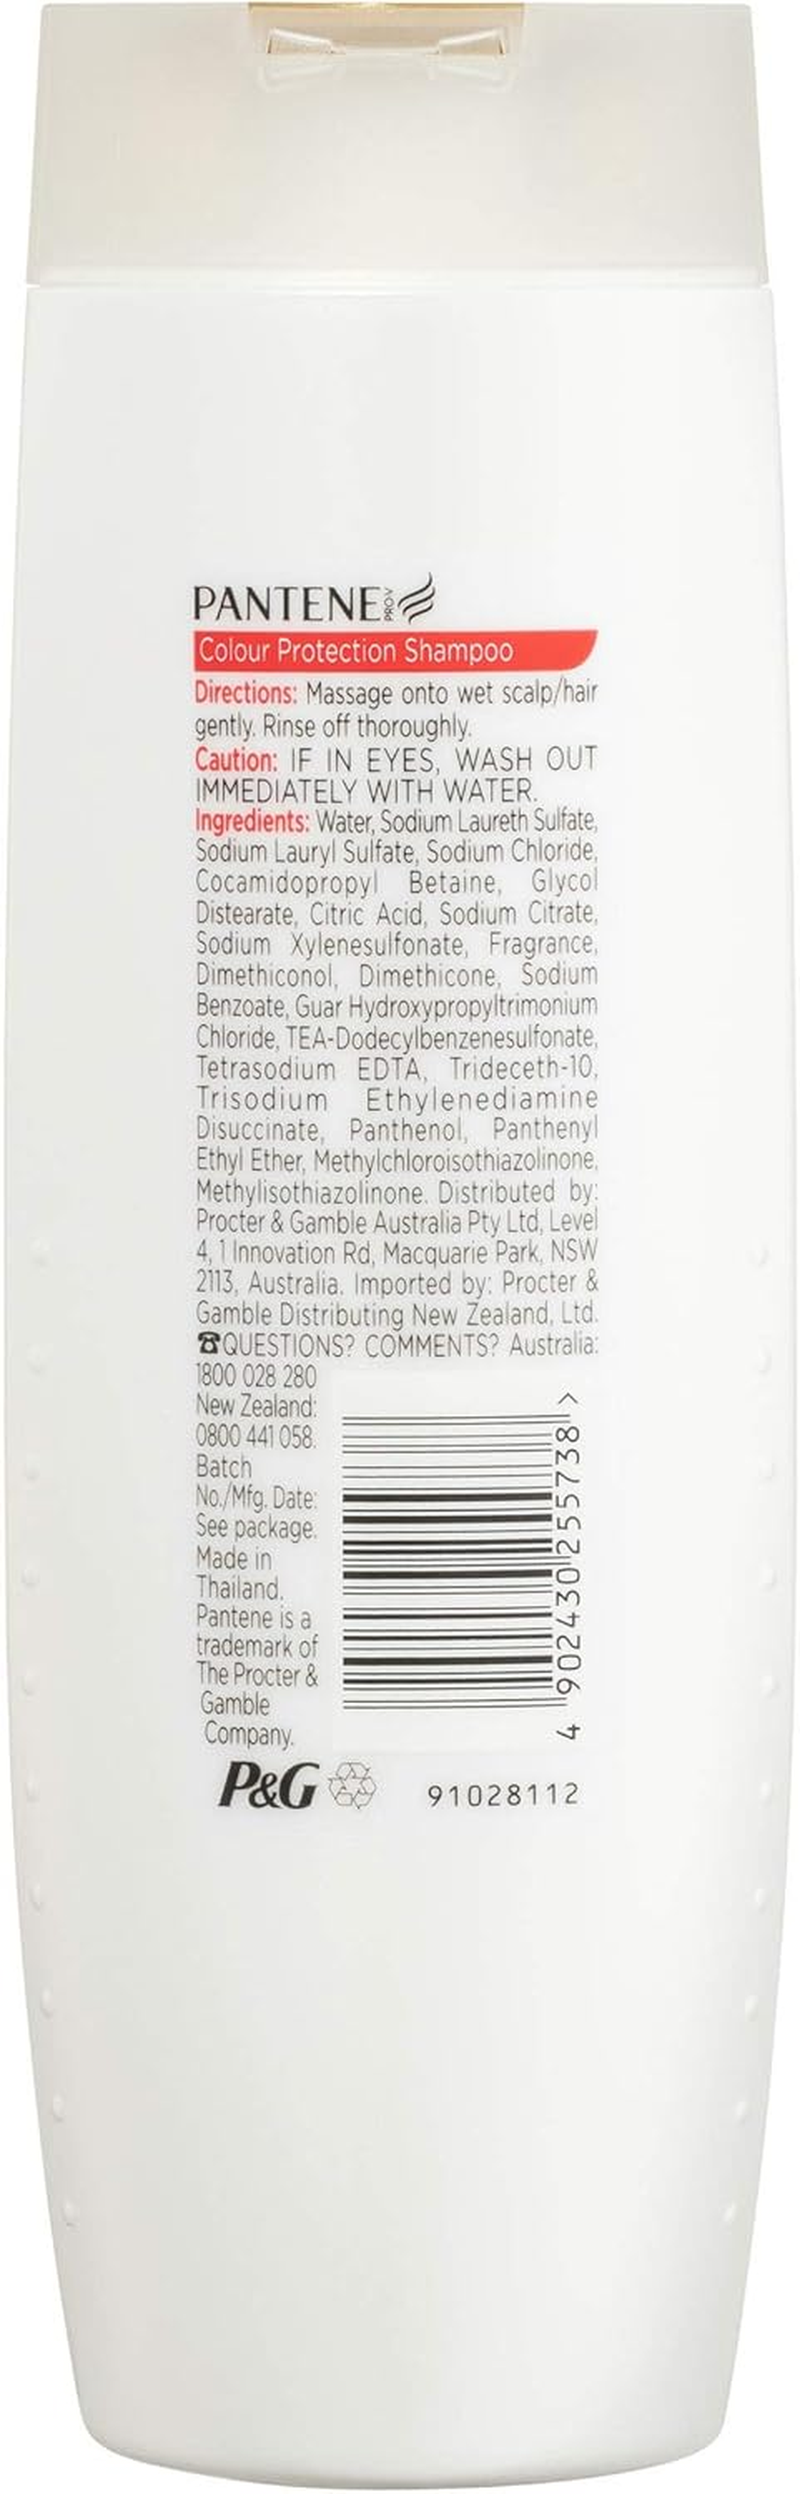 PANTENE PRO-V
Colour Protection Shampoo
Directions: Massage onto wet scalp/hair
gently. Rinse off thoroughly.
Caution: IF IN EYES, WASH OUT
IMMEDIATELY WITH WATER.
Ingredients: Water, Sodium Laureth Sulfate,
Sodium Lauryl Sulfate, Sodium Chloride,
Cocamidopropyl Betaine, Glycol
Distearate, Citric Acid, Sodium Citrate,
Sodium Xylenesulfonate, Fragrance,
Dimethiconol, Dimethicone, Sodium
Benzoate, Guar Hydroxypropyltrimonium
Chloride, TEA-Dodecylbenzenesulfonate,
Tetrasodium EDTA, Trideceth-10,
Trisodium Ethylenediamine
Disuccinate, Panthenol, Panthenyl
Ethyl Ether, Methylchloroisothiazolinone,
Methylisothiazolinone. Distributed by:
Procter & Gamble Australia Pty Ltd, Level
4, 1 Innovation Rd, Macquarie Park, NSW
2113, Australia. Imported by: Procter &
Gamble Distributing New Zealand, Ltd.
☎QUESTIONS? COMMENTS? Australia:
1800 028 280
New Zealand:
0800 441 058.
Batch
No./Mfg. Date:
See package.
Made in
Thailand.
Pantene is a
trademark of
The Procter &
Gamble
Company.
4 902430 255738 >
P&G
91028112